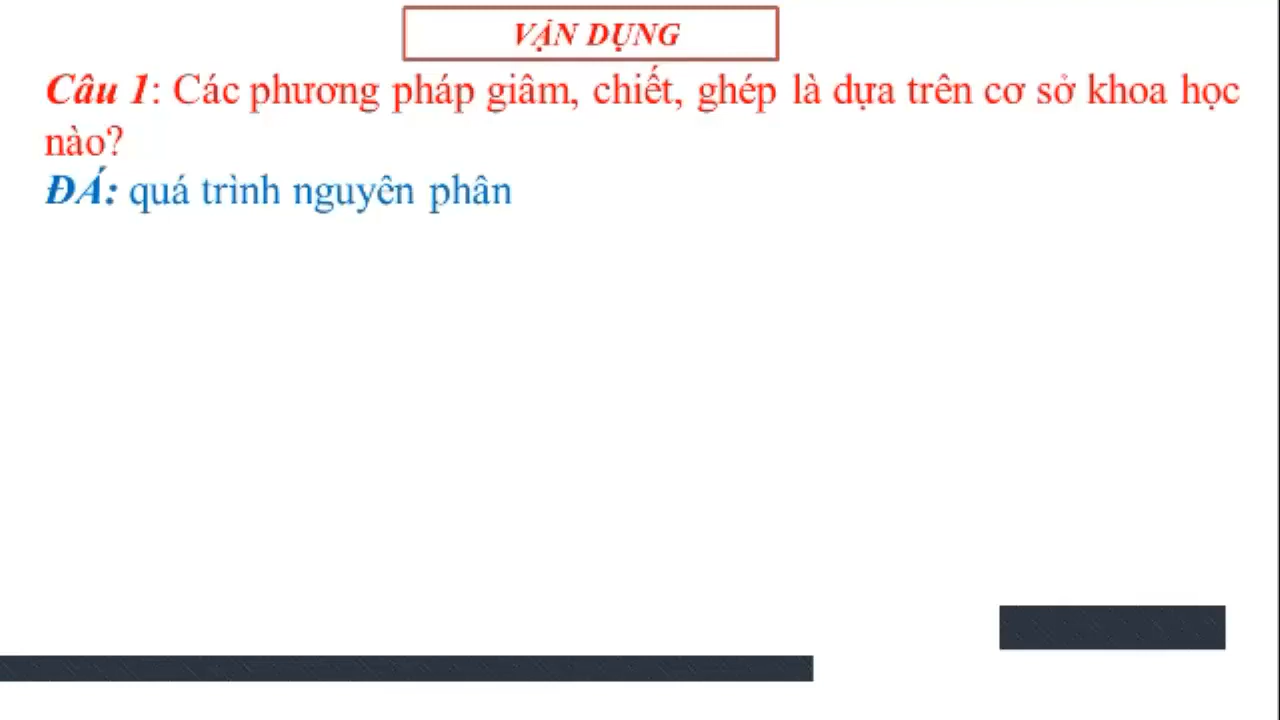 VẬN DỤNG
Câu 1: Các phương pháp giâm, chiết, ghép là dựa trên cơ sở khoa học
nào?
ĐÁ: quá trình nguyên phân